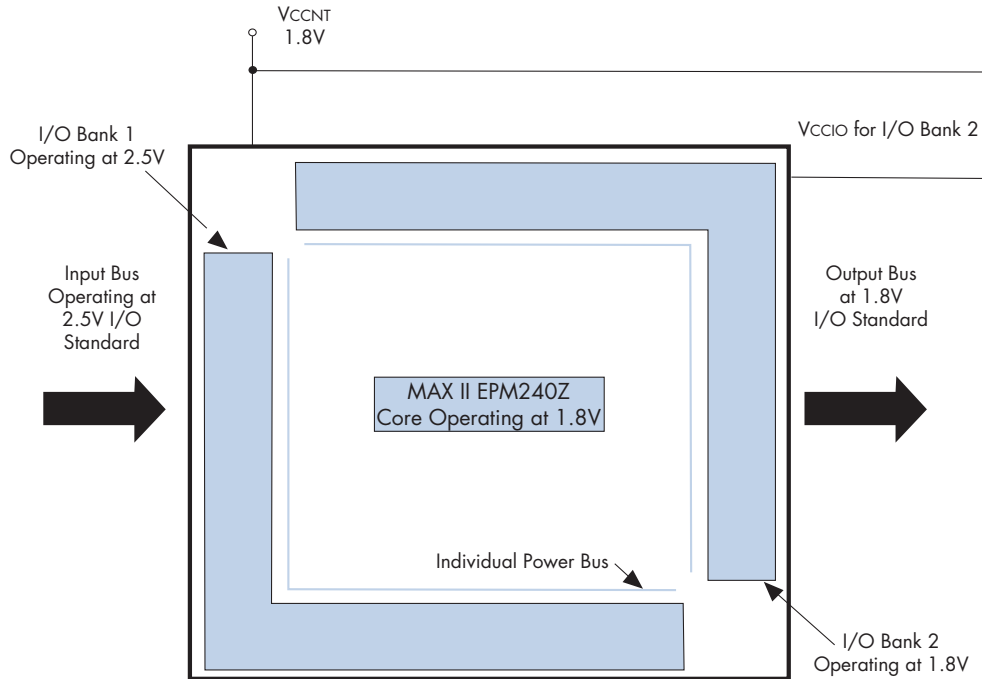 VCCNT
1.8V
I/O Bank 1
Operating at 2.5V
VCCIO for I/O Bank 2
Input Bus
Operating at
2.5V I/O
Standard
Output Bus
at 1.8V
I/O Standard
MAX II EPM240Z
Core Operating at 1.8V
Individual Power Bus
I/O Bank 2
Operating at 1.8V